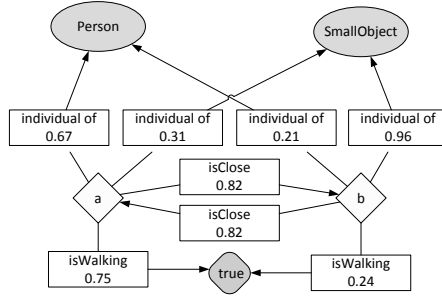 Person
SmallObject
individual of
0.67
individual of
0.31
individual of
0.21
individual of
0.96
isClose
0.82
a
b
isClose
0.82
isWalking
0.75
true
isWalking
0.24